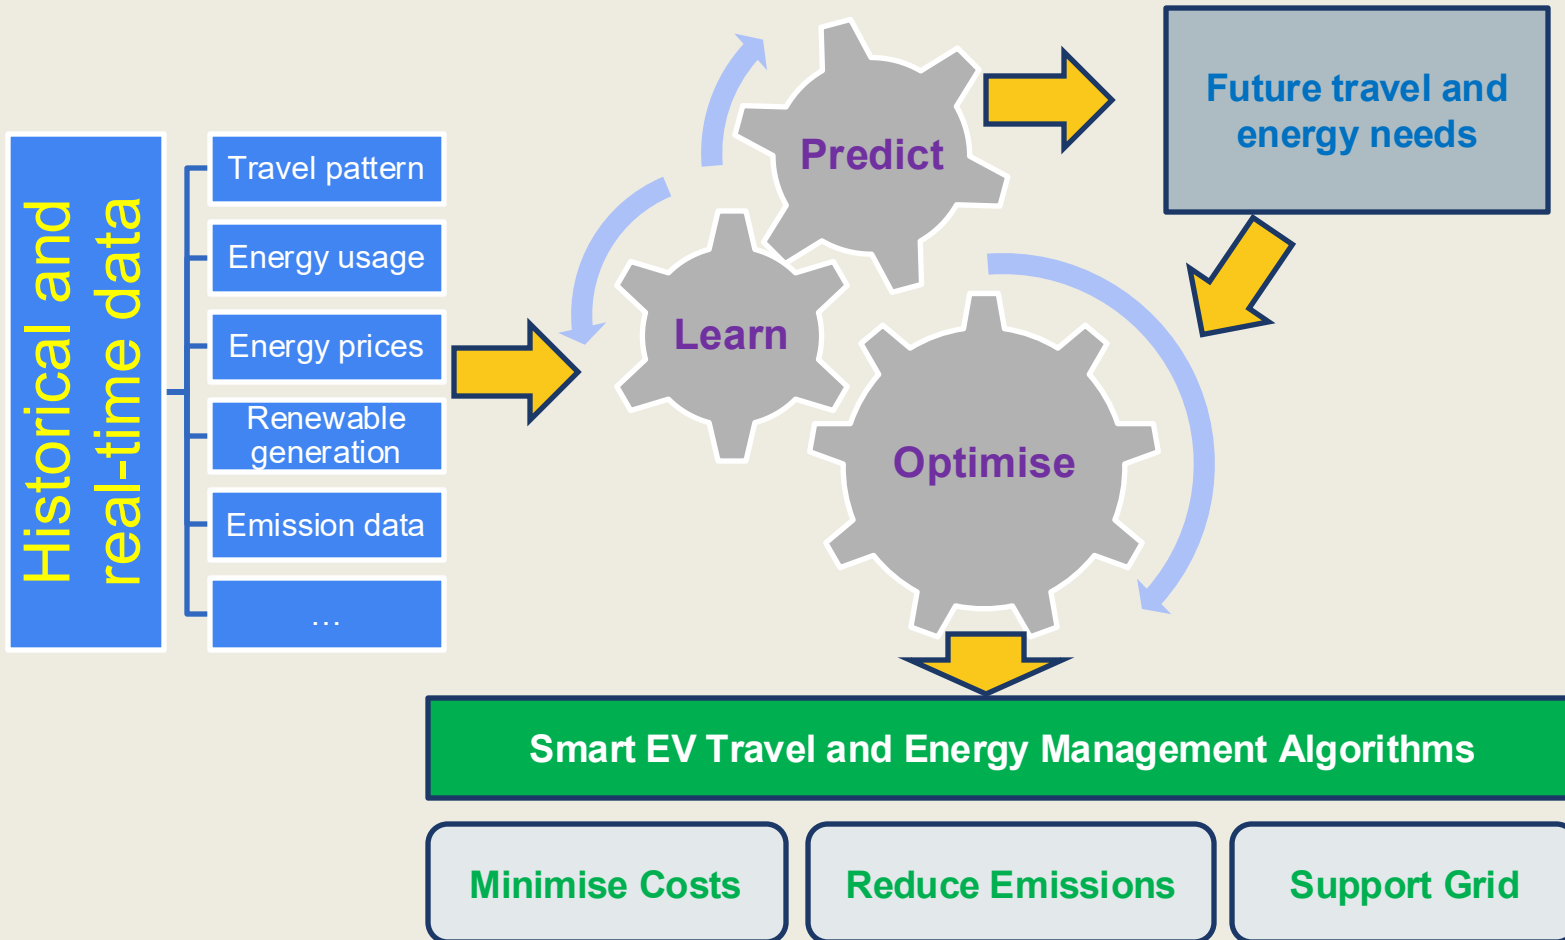 Historical and
real-time data
Travel pattern
Energy usage
Energy prices
Renewable
generation
Emission data
...
Learn
Predict
Optimise
Future travel and
energy needs
Smart EV Travel and Energy Management Algorithms
Minimise Costs
Reduce Emissions
Support Grid